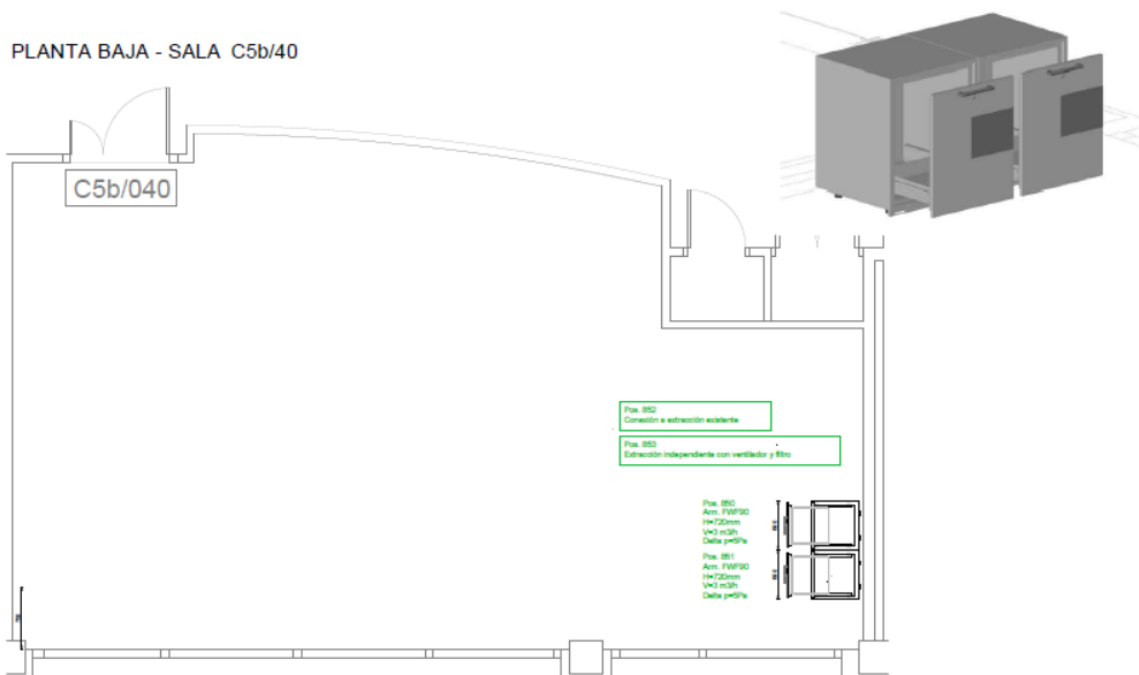 PLANTA BAJA - SALA C5b/40
C5b/040
Pos. 852
Conexión a extracción existente
Pos. 853
Extracción independiente con ventilador y filtro
Pos. 850
Arm. FWF90
H=720mm
V=3 m3/h
Delta p=5Pa
Pos. 851
Arm. FWF90
H=720mm
V=3 m3/h
Delta p=5Pa